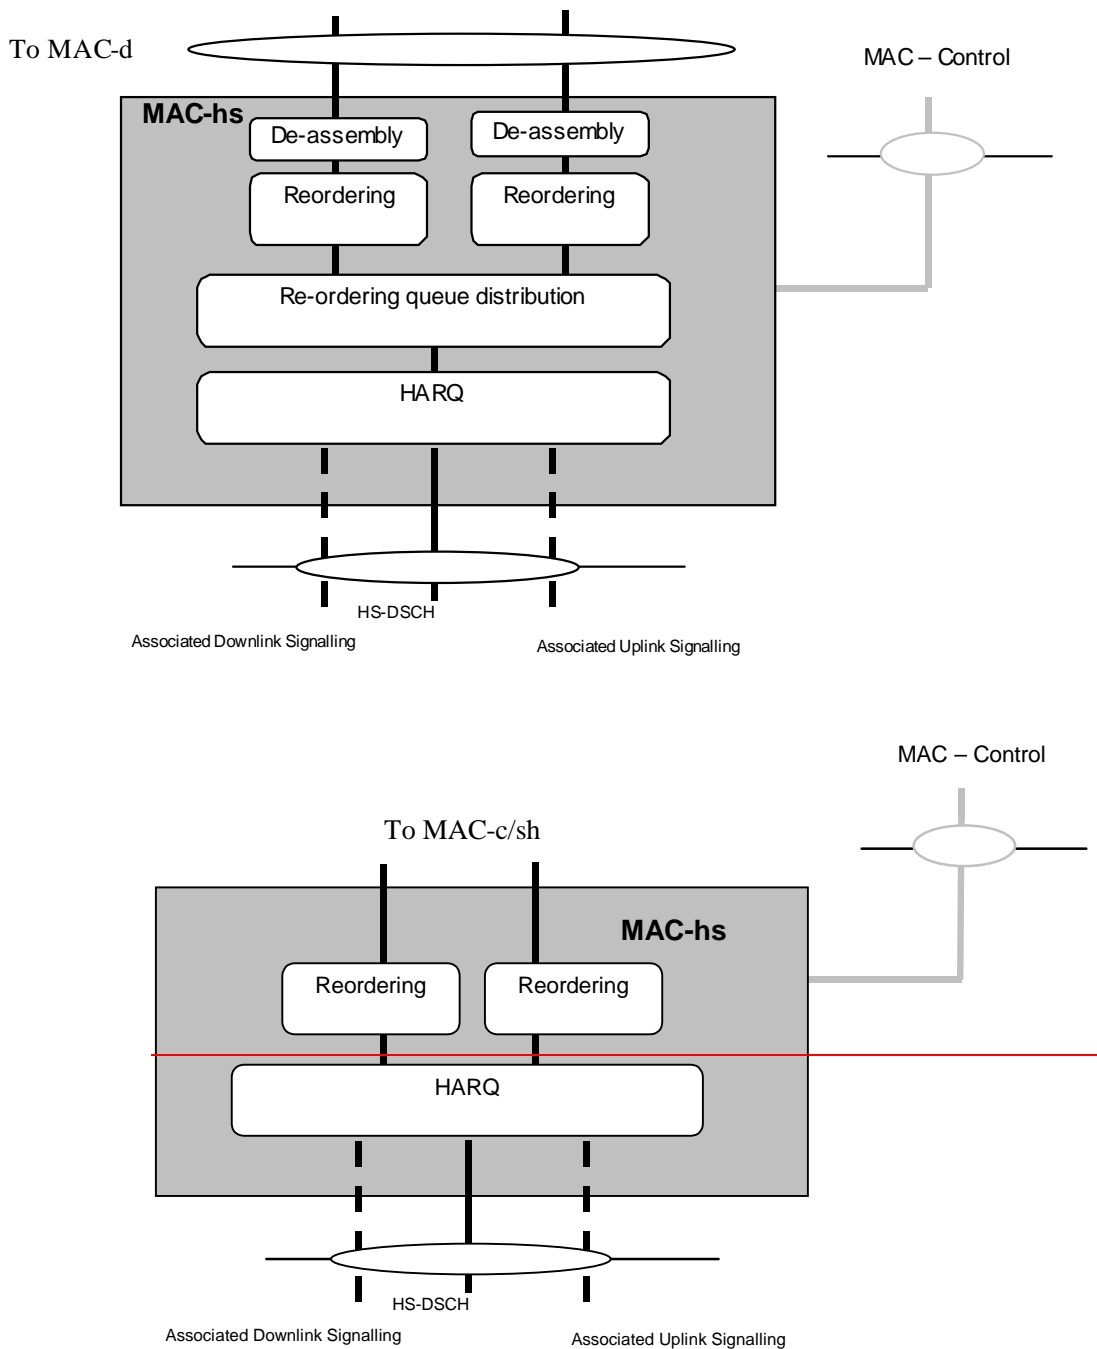 To MAC-d
MAC – Control
MAC-hs
De-assembly
De-assembly
Reordering
Reordering
Re-ordering queue distribution
HARQ
HS-DSCH
Associated Downlink Signalling
Associated Uplink Signalling
MAC – Control
To MAC-c/sh
MAC-hs
Reordering
Reordering
HARQ
HS-DSCH
Associated Downlink Signalling
Associated Uplink Signalling